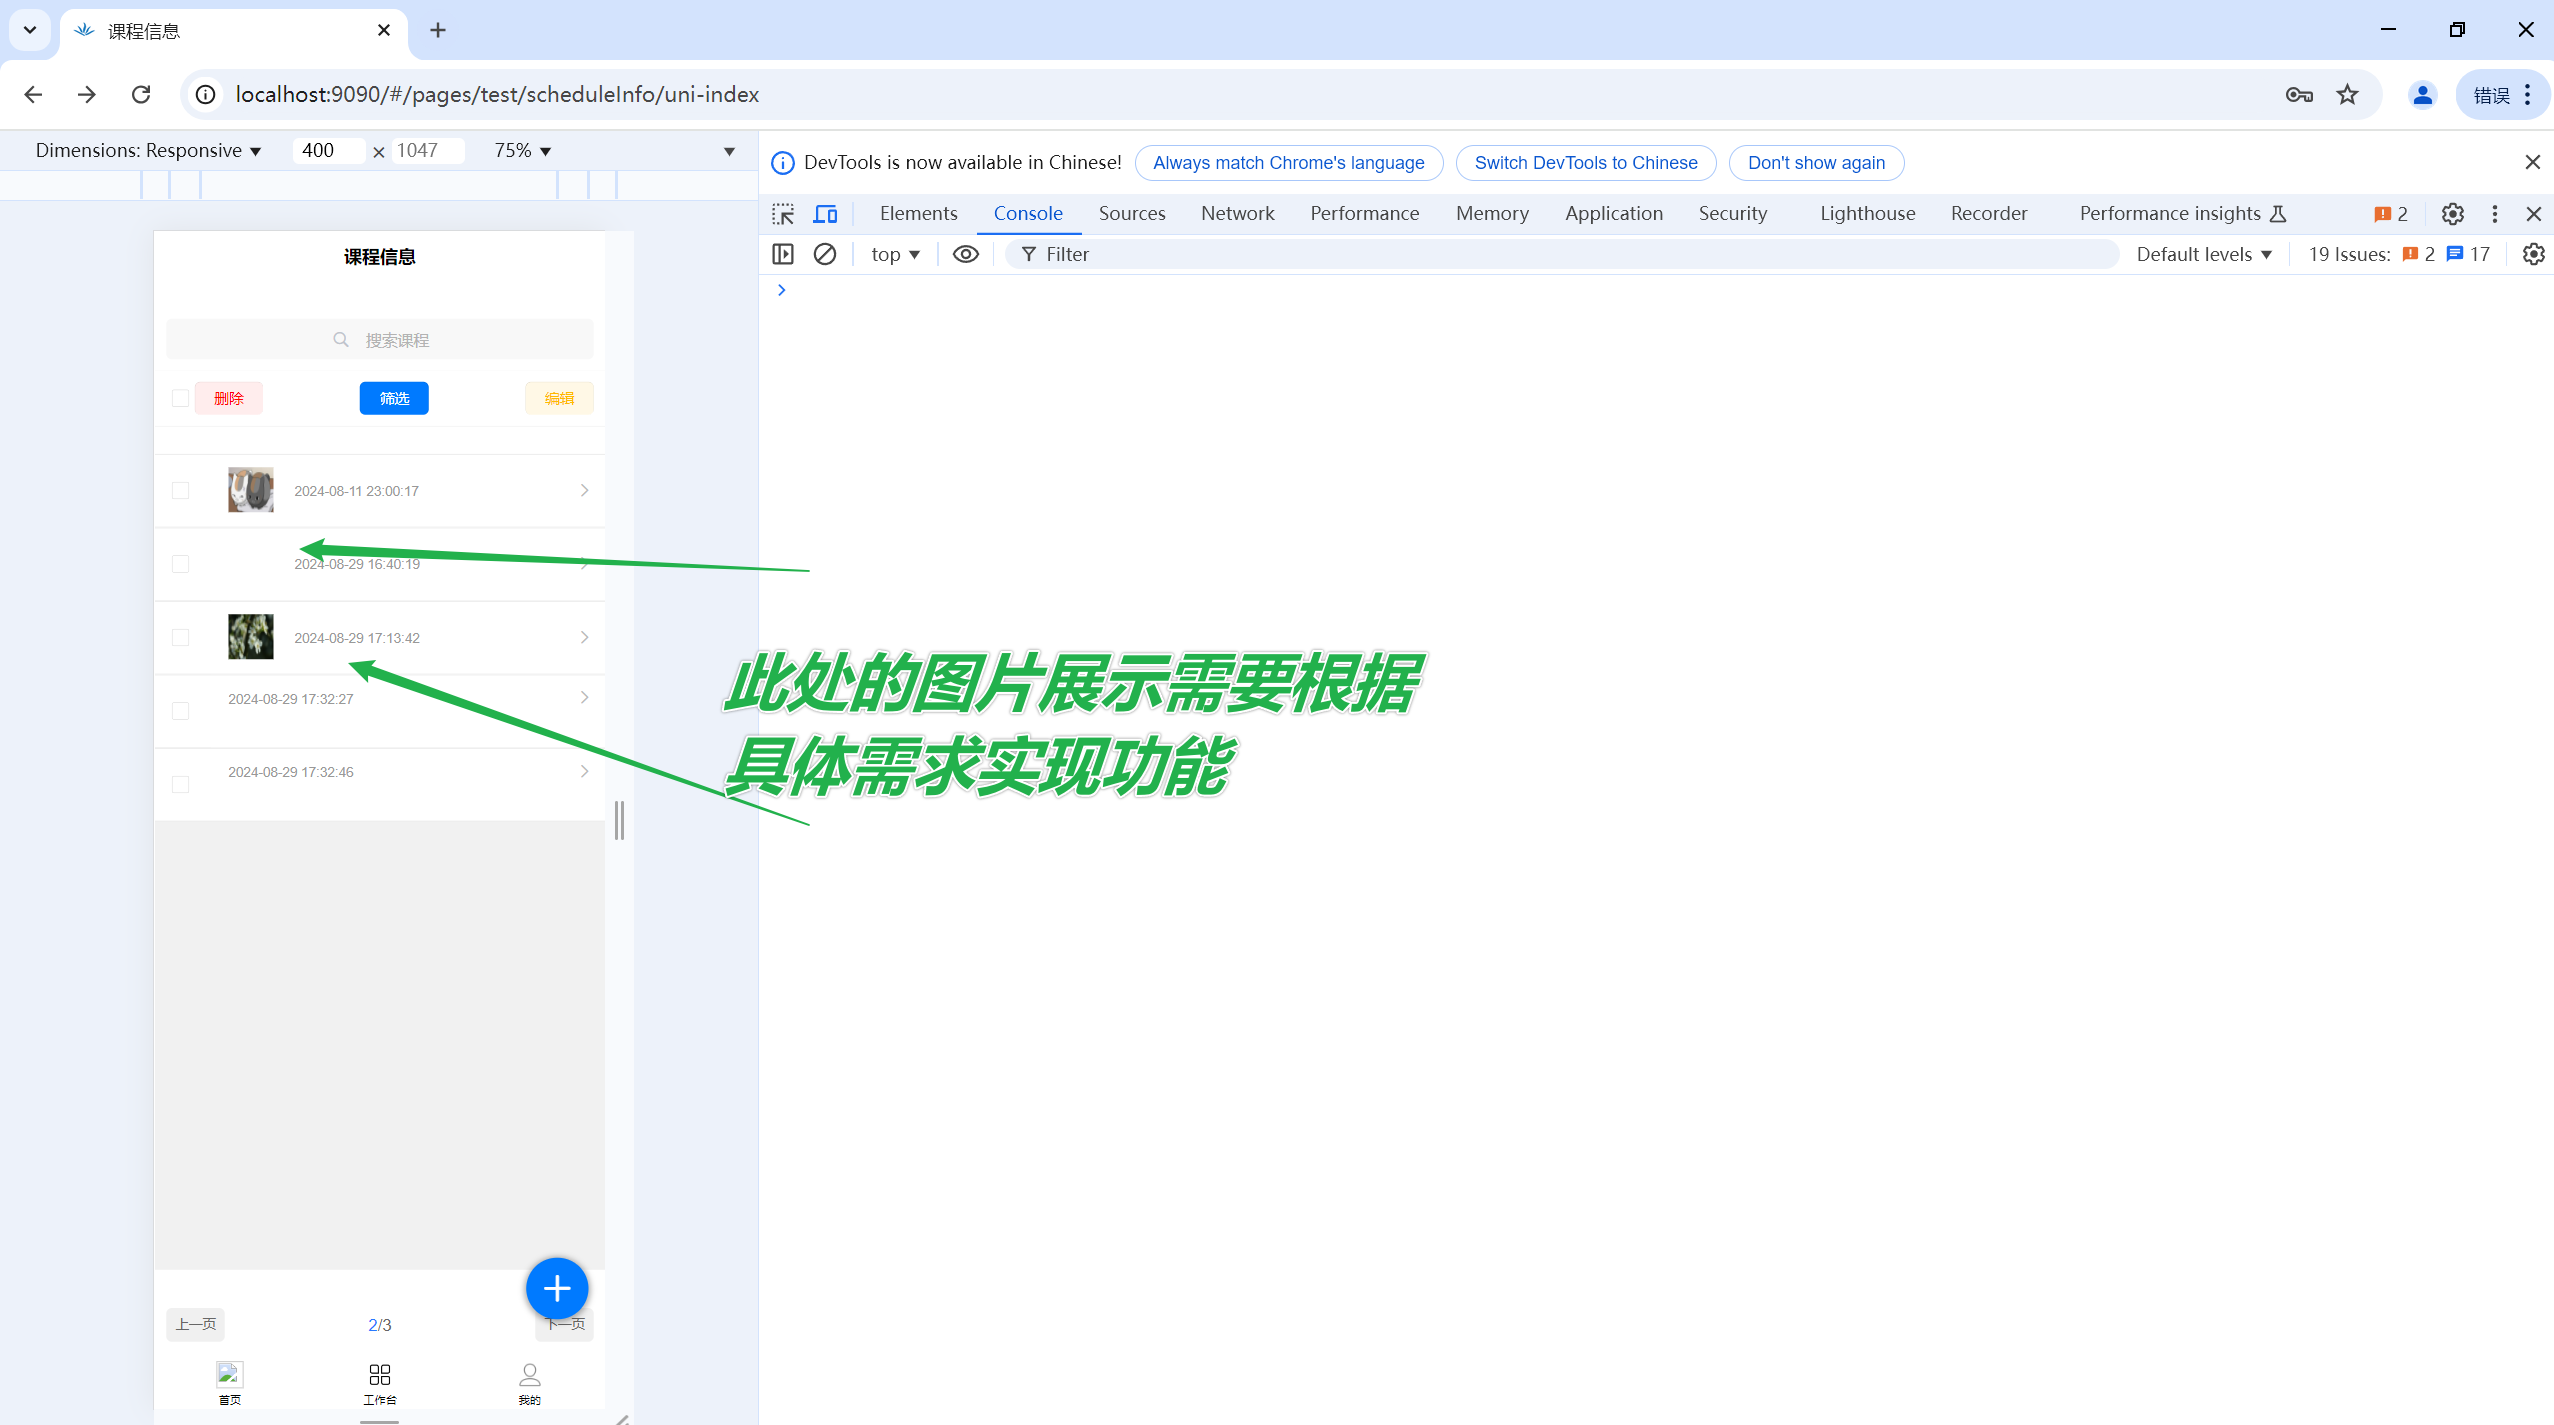 课程信息
localhost:9090/#/pages/test/scheduleInfo/uni-index
错误
Dimensions: Responsive
400 × 1047
75%
DevTools is now available in Chinese!
Always match Chrome's language
Switch DevTools to Chinese
Don't show again
Elements Console Sources Network Performance Memory Application Security Lighthouse Recorder Performance insights 2
top Filter Default levels 19 Issues: 2 17
课程信息
搜索课程
删除 筛选 编辑
2024-08-11 23:00:17
2024-08-29 16:40:19
2024-08-29 17:13:42
2024-08-29 17:32:27
2024-08-29 17:32:46
此处的图片展示需要根据
具体需求实现功能
上一页 2/3 下一页
首页 工作台 我的